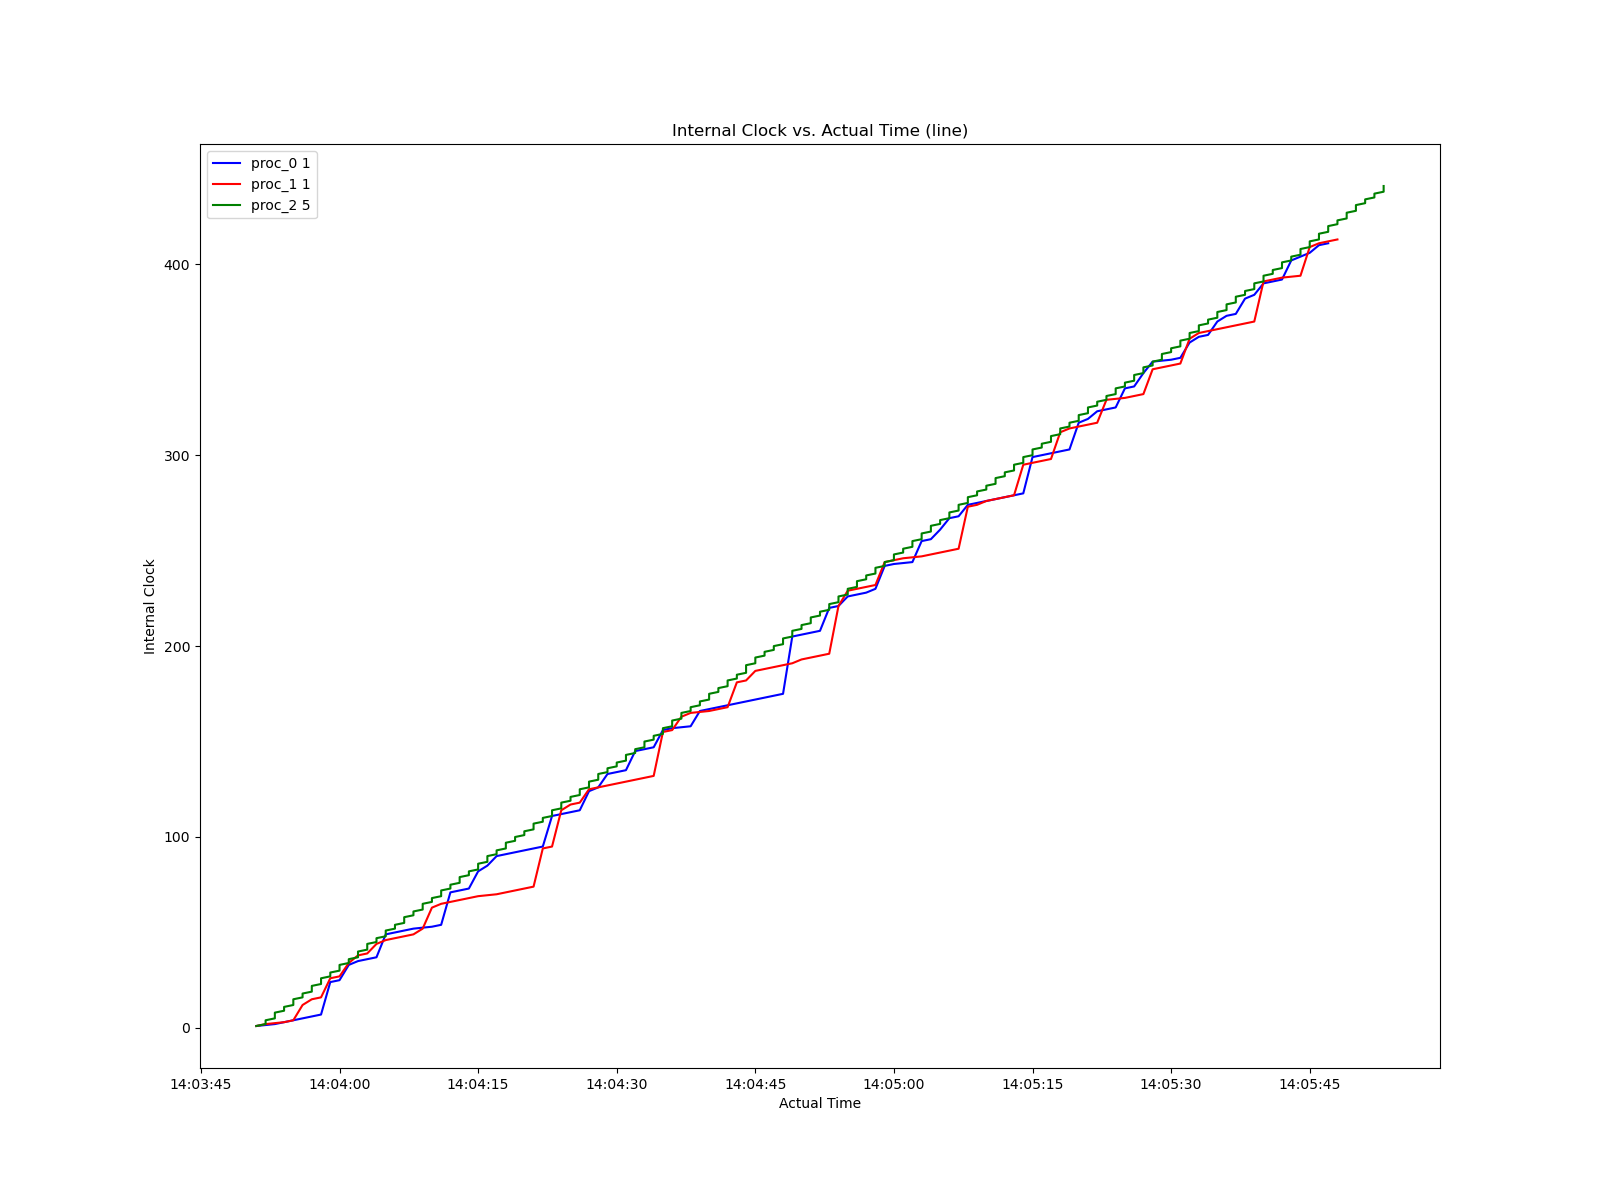 Internal Clock vs. Actual Time (line)
proc_0 1
proc_1 1
proc_2 5
Internal Clock
400
300
200
100
0
14:03:45
14:04:00
14:04:15
14:04:30
14:04:45
14:05:00
14:05:15
14:05:30
14:05:45
Actual Time